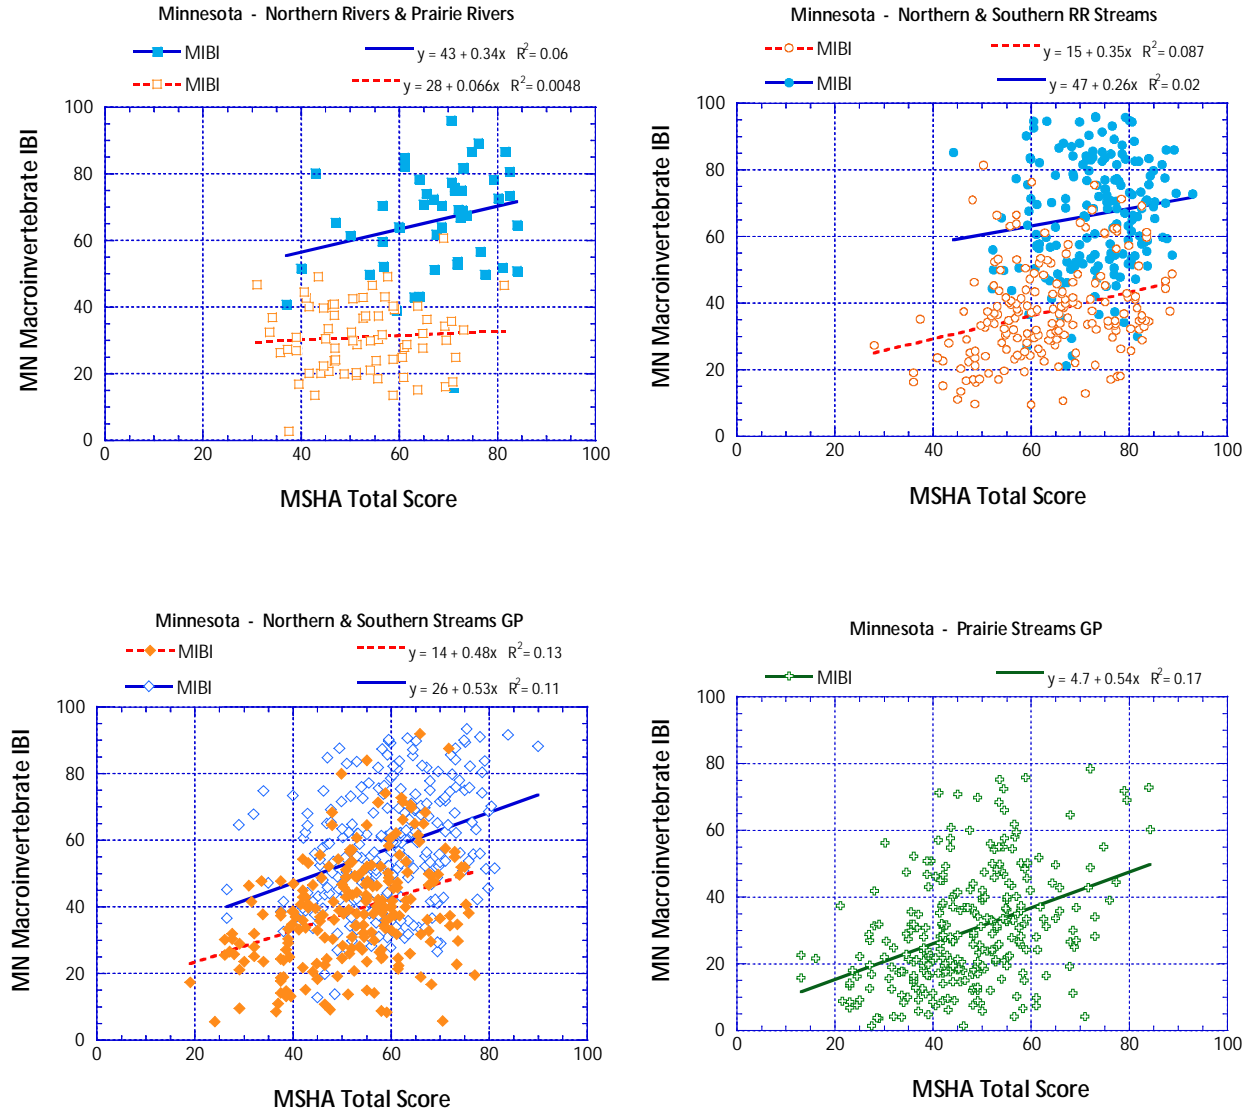 Minnesota - Northern Rivers & Prairie Rivers
MIBI y = 43 + 0.34x R²= 0.06
MIBI y = 28 + 0.066x R²= 0.0048
MN Macroinvertebrate IBI
100
80
60
40
20
0
0 20 40 60 80 100
MSHA Total Score
Minnesota - Northern & Southern RR Streams
MIBI y = 15 + 0.35x R²= 0.087
MIBI y = 47 + 0.26x R²= 0.02
MN Macroinvertebrate IBI
100
80
60
40
20
0
0 20 40 60 80 100
MSHA Total Score
Minnesota - Northern & Southern Streams GP
MIBI y = 14 + 0.48x R²= 0.13
MIBI y = 26 + 0.53x R²= 0.11
MN Macroinvertebrate IBI
100
80
60
40
20
0
0 20 40 60 80 100
MSHA Total Score
Minnesota - Prairie Streams GP
MIBI y = 4.7 + 0.54x R²= 0.17
MN Macroinvertebrate IBI
100
80
60
40
20
0
0 20 40 60 80 100
MSHA Total Score